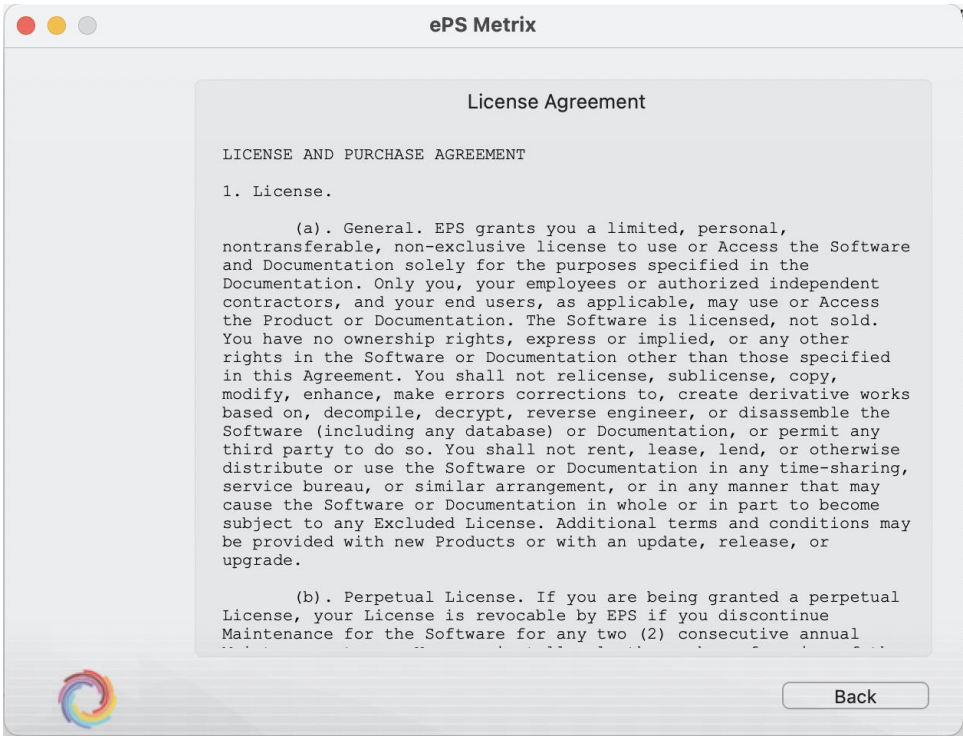 ePS Metrix
License Agreement
LICENSE AND PURCHASE AGREEMENT
1. License.
(a). General. EPS grants you a limited, personal,
nontransferable, non-exclusive license to use or Access the Software
and Documentation solely for the purposes specified in the
Documentation. Only you, your employees or authorized independent
contractors, and your end users, as applicable, may use or Access
the Product or Documentation. The Software is licensed, not sold.
You have no ownership rights, express or implied, or any other
rights in the Software or Documentation other than those specified
in this Agreement. You shall not relicense, sublicense, copy,
modify, enhance, make errors corrections to, create derivative works
based on, decompile, decrypt, reverse engineer, or disassemble the
Software (including any database) or Documentation, or permit any
third party to do so. You shall not rent, lease, lend, or otherwise
distribute or use the Software or Documentation in any time-sharing,
service bureau, or similar arrangement, or in any manner that may
cause the Software or Documentation in whole or in part to become
subject to any Excluded License. Additional terms and conditions may
be provided with new Products or with an update, release, or
upgrade.
(b). Perpetual License. If you are being granted a perpetual
License, your License is revocable by EPS if you discontinue
Maintenance for the Software for any two (2) consecutive annual
Back